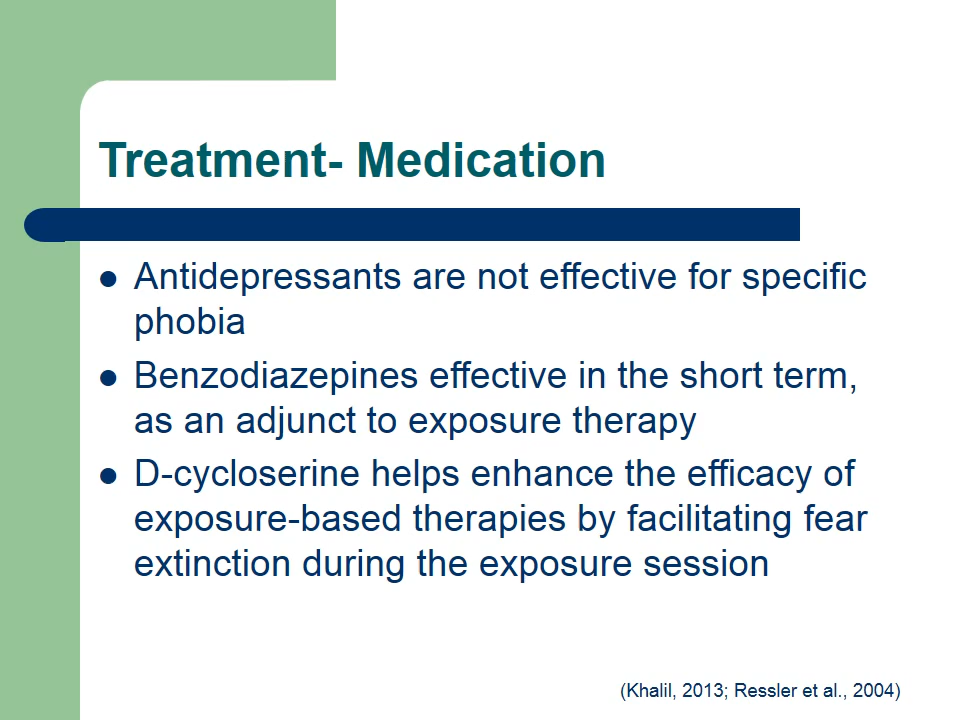 Treatment- Medication
Antidepressants are not effective for specific
phobia
Benzodiazepines effective in the short term,
as an adjunct to exposure therapy
D-cycloserine helps enhance the efficacy of
exposure-based therapies by facilitating fear
extinction during the exposure session
(Khalil, 2013; Ressler et al., 2004)